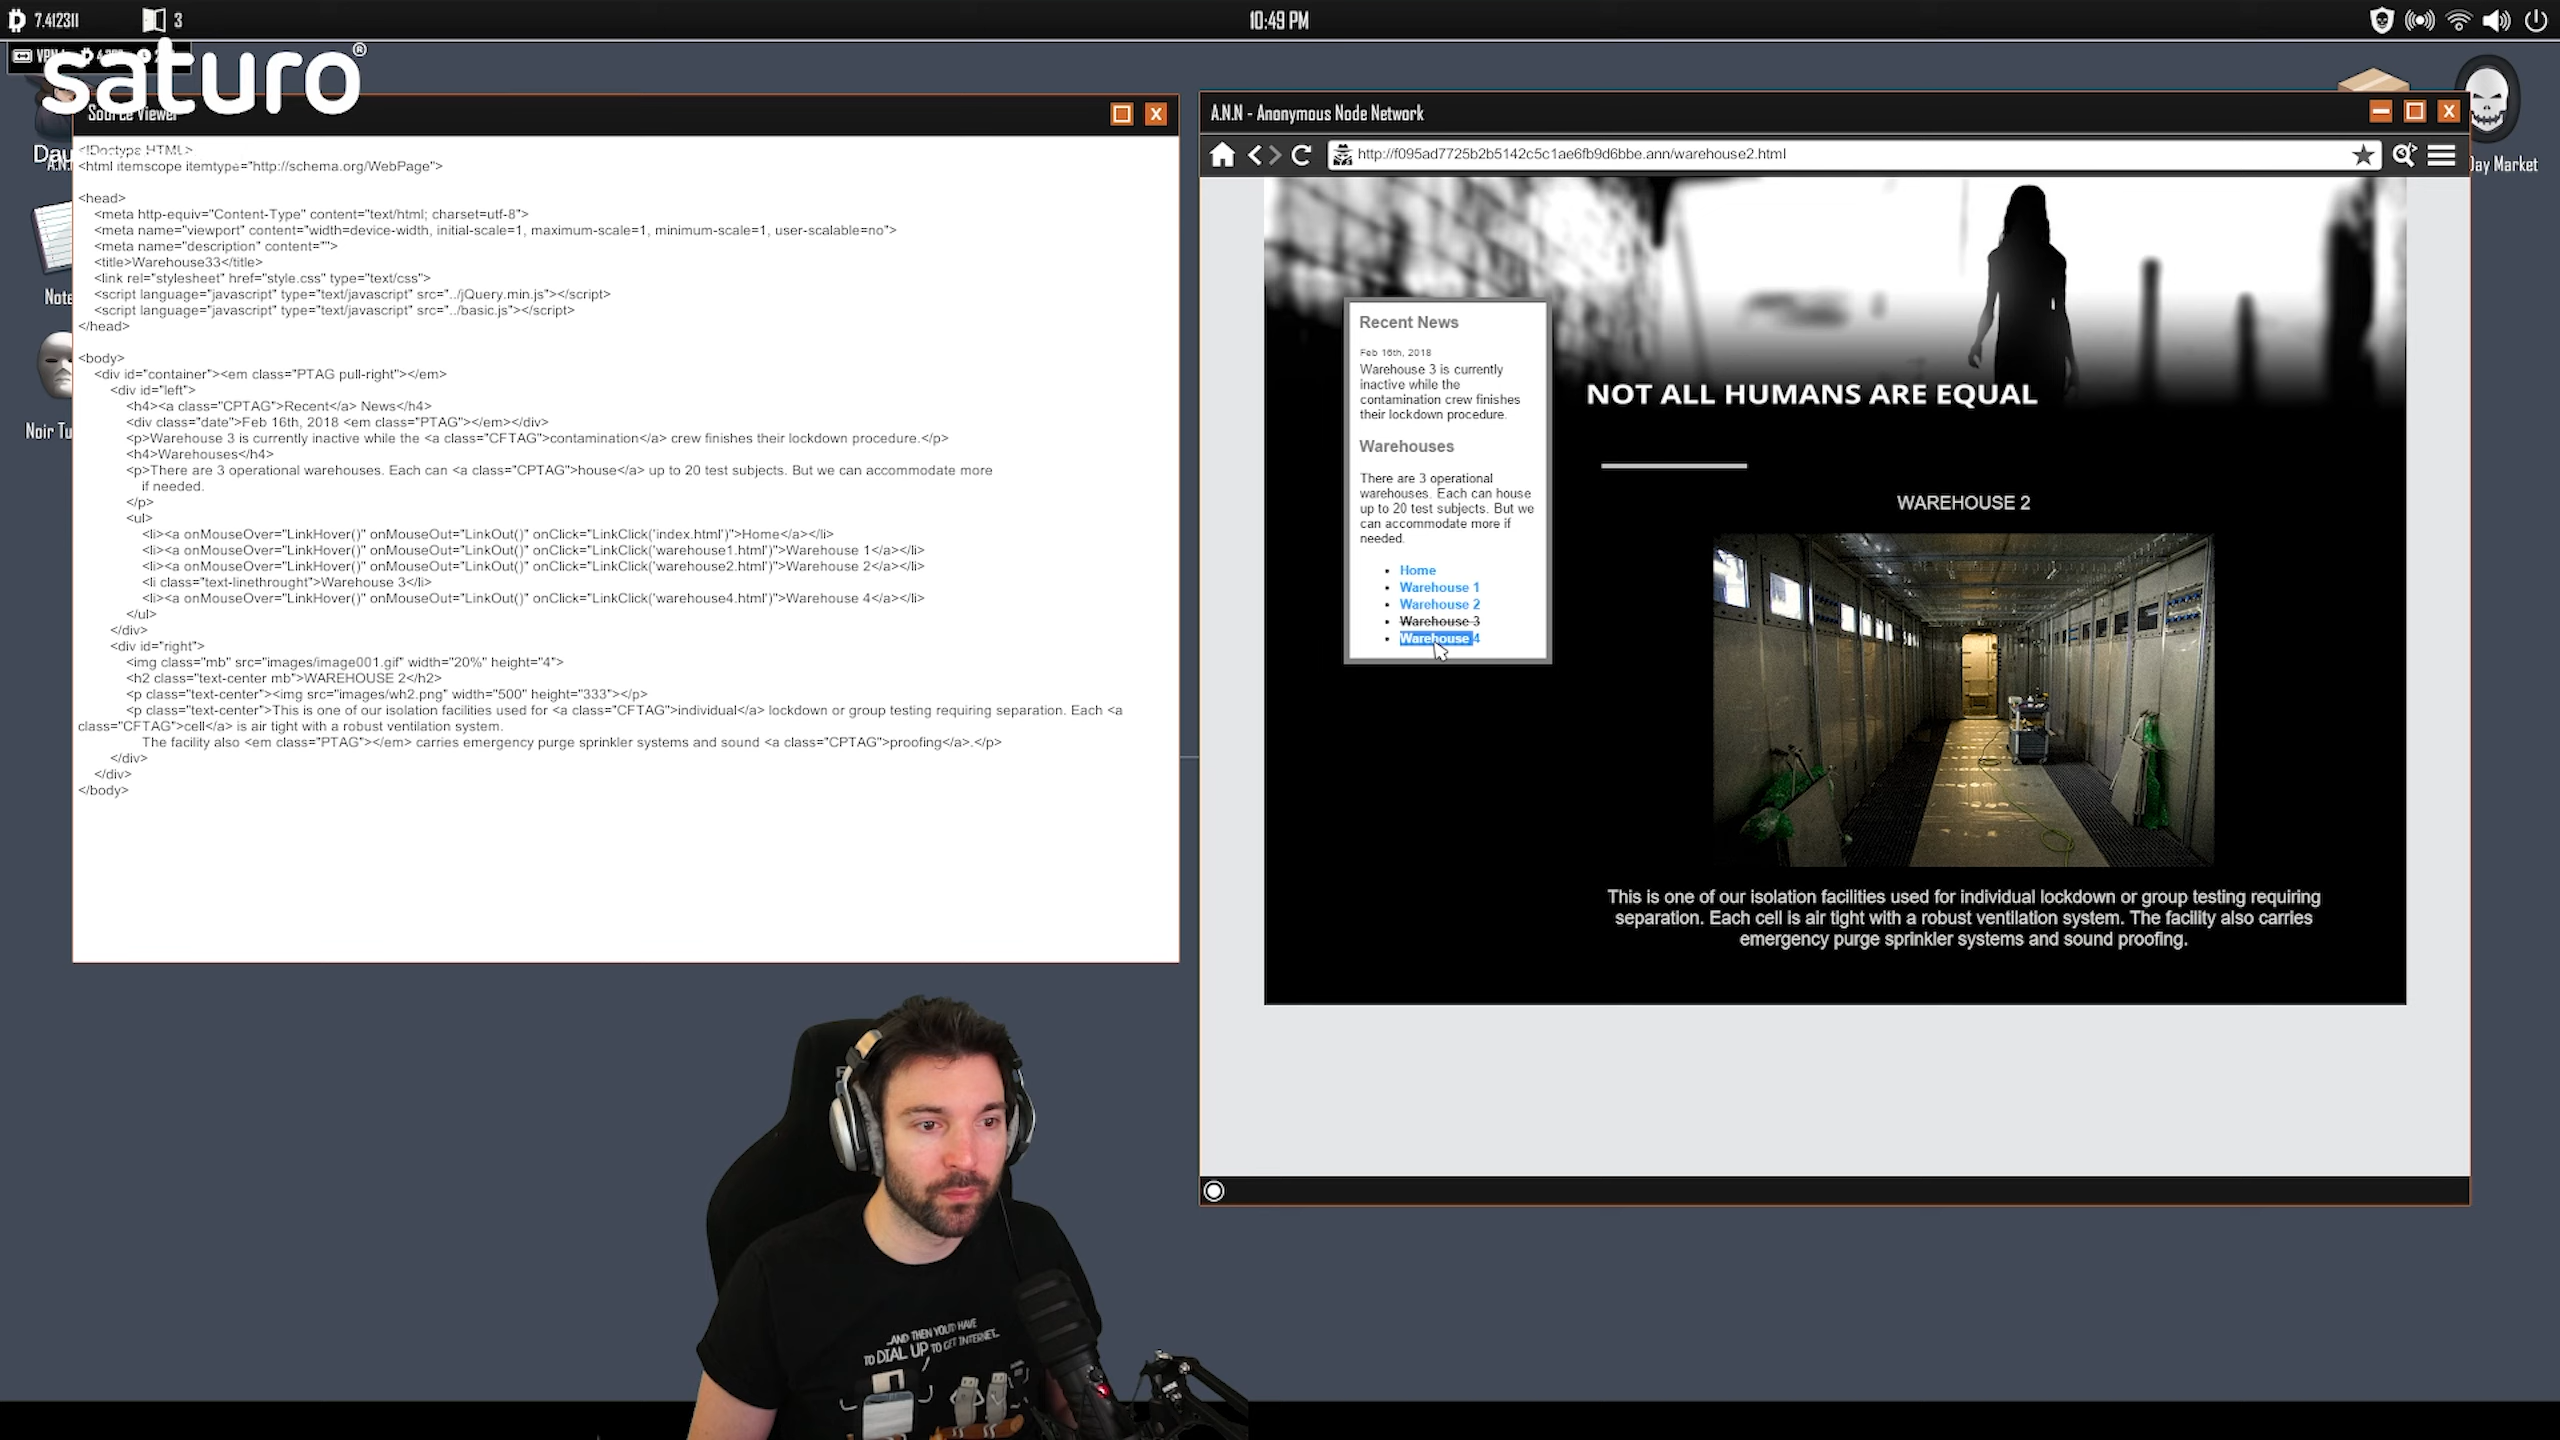 7.412311
3
10:49 PM
saturo®
Source Viewer
A.N.N - Anonymous Node Network
http://f095ad7725b2b5142c5c1ae6fb9d6bbe.ann/warehouse2.html
Day Market
Note
Noir Tu
<!Doctype HTML>
<html itemscope itemtype="http://schema.org/WebPage">
<head>
<meta http-equiv="Content-Type" content="text/html; charset=utf-8">
<meta name="viewport" content="width=device-width, initial-scale=1, maximum-scale=1, minimum-scale=1, user-scalable=no">
<meta name="description" content="">
<title>Warehouse33</title>
<link rel="stylesheet" href="style.css" type="text/css">
<script language="javascript" type="text/javascript" src="../jQuery.min.js"></script>
<script language="javascript" type="text/javascript" src="../basic.js"></script>
</head>
<body>
<div id="container"><em class="PTAG pull-right"></em>
<div id="left">
<h4><a class="CPTAG">Recent</a> News</h4>
<div class="date">Feb 16th, 2018 <em class="PTAG"></em></div>
<p>Warehouse 3 is currently inactive while the <a class="CFTAG">contamination</a> crew finishes their lockdown procedure.</p>
<h4>Warehouses</h4>
<p>There are 3 operational warehouses. Each can <a class="CPTAG">house</a> up to 20 test subjects. But we can accommodate more
if needed.
</p>
<ul>
<li><a onMouseOver="LinkHover()" onMouseOut="LinkOut()" onClick="LinkClick('index.html')">Home</a></li>
<li><a onMouseOver="LinkHover()" onMouseOut="LinkOut()" onClick="LinkClick('warehouse1.html')">Warehouse 1</a></li>
<li><a onMouseOver="LinkHover()" onMouseOut="LinkOut()" onClick="LinkClick('warehouse2.html')">Warehouse 2</a></li>
<li class="text-linethrought">Warehouse 3</li>
<li><a onMouseOver="LinkHover()" onMouseOut="LinkOut()" onClick="LinkClick('warehouse4.html')">Warehouse 4</a></li>
</ul>
</div>
<div id="right">
<img class="mb" src="images/image001.gif" width="20%" height="4">
<h2 class="text-center mb">WAREHOUSE 2</h2>
<p class="text-center"><img src="images/wh2.png" width="500" height="333"></p>
<p class="text-center">This is one of our isolation facilities used for <a class="CFTAG">individual</a> lockdown or group testing requiring separation. Each <a
class="CFTAG">cell</a> is air tight with a robust ventilation system.
The facility also <em class="PTAG"></em> carries emergency purge sprinkler systems and sound <a class="CPTAG">proofing</a>.</p>
</div>
</div>
</body>
Recent News
Feb 16th, 2018
Warehouse 3 is currently
inactive while the
contamination crew finishes
their lockdown procedure.
Warehouses
There are 3 operational
warehouses. Each can house
up to 20 test subjects. But we
can accommodate more if
needed.
Home
Warehouse 1
Warehouse 2
Warehouse 3
Warehouse 4
NOT ALL HUMANS ARE EQUAL
WAREHOUSE 2
This is one of our isolation facilities used for individual lockdown or group testing requiring
separation. Each cell is air tight with a robust ventilation system. The facility also carries
emergency purge sprinkler systems and sound proofing.
...AND THEN YOU'D HAVE
TO DIAL UP TO GET INTERNET...